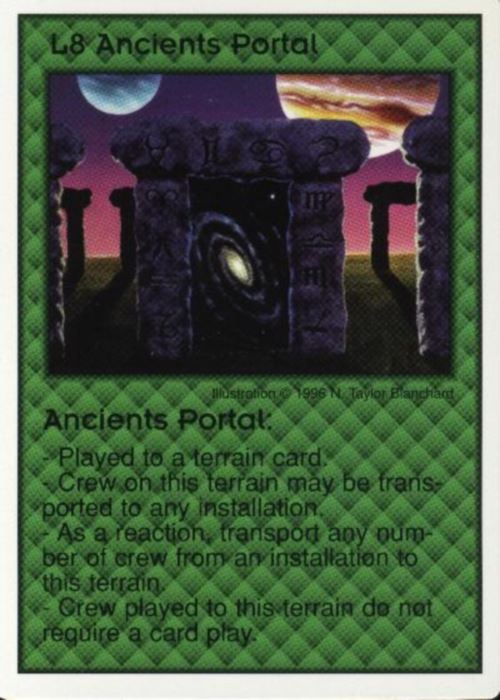 L8 Ancients Portal
Illustration © 1996 N. Taylor Blanchard
Ancients Portal:
- Played to a terrain card.
- Crew on this terrain may be trans-
ported to any installation.
- As a reaction, transport any num-
ber of crew from an installation to
this terrain.
- Crew played to this terrain do not
require a card play.